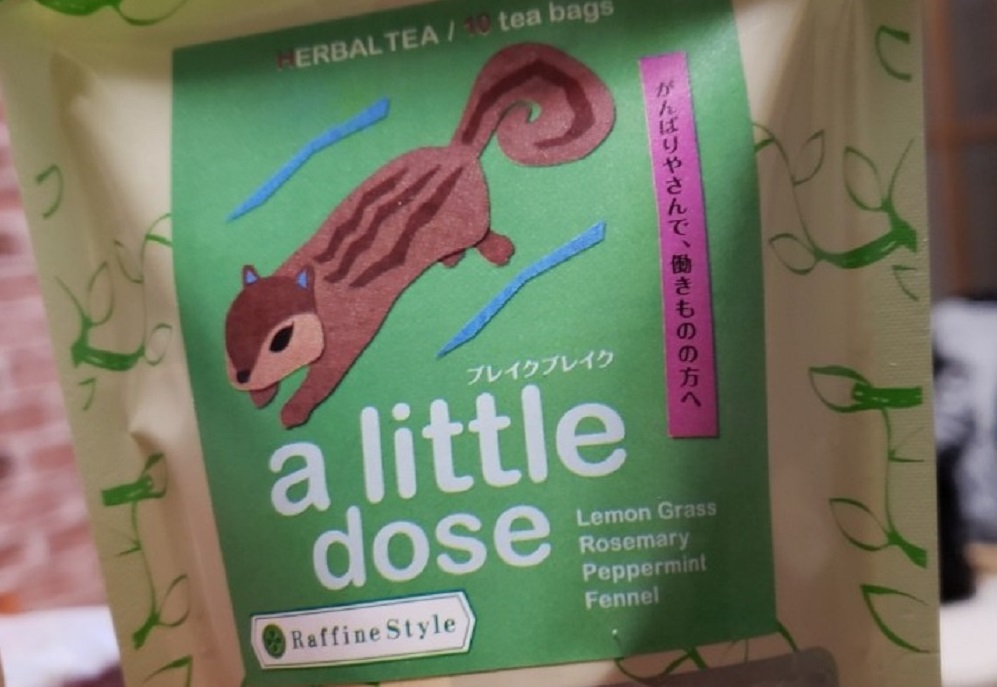 HERBAL TEA / 10 tea bags
がんばりやさんで、働きものの方へ
ブレイクブレイク
a little
dose
Lemon Grass
Rosemary
Peppermint
Fennel
Raffine Style